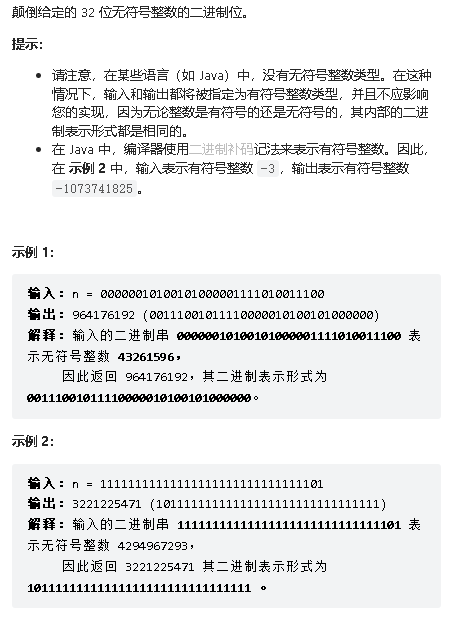 颠倒给定的 32 位无符号整数的二进制位。
提示：
• 请注意，在某些语言（如 Java）中，没有无符号整数类型。在这种
情况下，输入和输出都将被指定为有符号整数类型，并且不应影响
您的实现，因为无论整数是有符号的还是无符号的，其内部的二进
制表示形式都是相同的。
• 在 Java 中，编译器使用二进制补码记法来表示有符号整数。因此，
在 示例 2 中，输入表示有符号整数 -3，输出表示有符号整数
-1073741825。
示例 1：
输入：n = 00000010100101000001111010011100
输出：964176192 (00111001011110000010100101000000)
解释：输入的二进制串 00000010100101000001111010011100 表
示无符号整数 43261596，
因此返回 964176192，其二进制表示形式为
00111001011110000010100101000000。
示例 2：
输入：n = 11111111111111111111111111111101
输出：3221225471 (10111111111111111111111111111111)
解释：输入的二进制串 11111111111111111111111111111101 表
示无符号整数 4294967293，
因此返回 3221225471 其二进制表示形式为
10111111111111111111111111111111 。